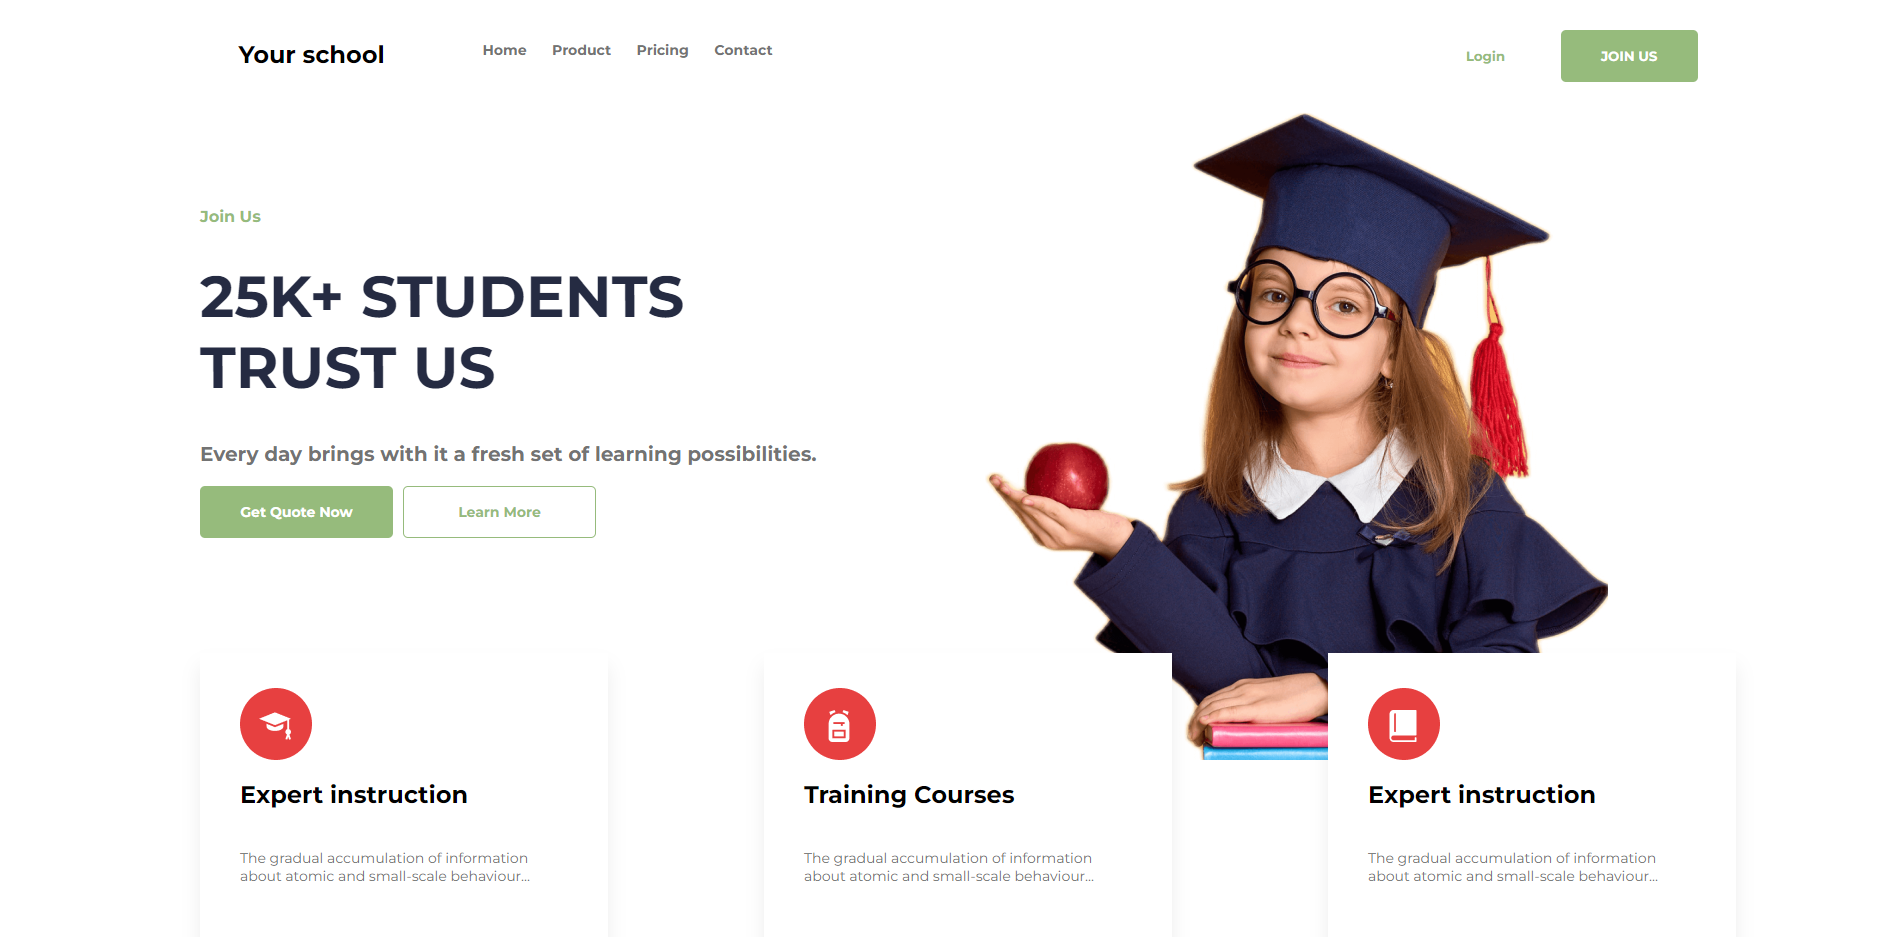 Your school
Home
Product
Pricing
Contact
Login
JOIN US
Join Us
25K+ STUDENTS
TRUST US
Every day brings with it a fresh set of learning possibilities.
Get Quote Now
Learn More
Expert instruction
The gradual accumulation of information
about atomic and small-scale behaviour...
Training Courses
The gradual accumulation of information
about atomic and small-scale behaviour...
Expert instruction
The gradual accumulation of information
about atomic and small-scale behaviour...